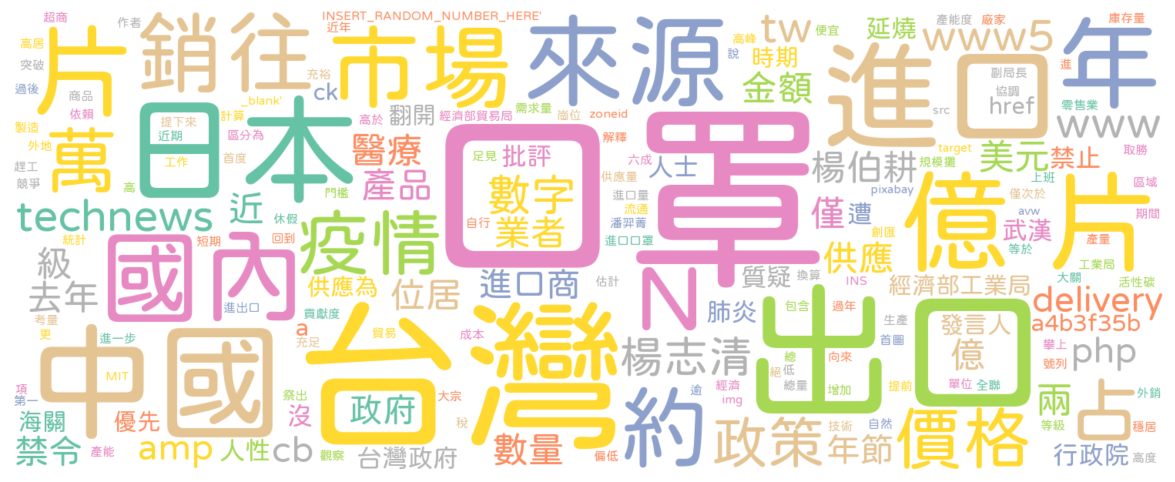 超商
作者
INSERT_RANDOM_NUMBER_HERE'
近年
高居
片
銷往
市場
來源
高峰
說
tw
便宜
時期
延燒
產能度
廠家
www5
庫存量
年
突破
過後
商品
依賴
充裕
ck
金額
進口
副局長
協調
href
進
零售業
www
製造
外地
萬
日本
提下來
近期
工作
_blank'
計算
區分為
首度
高於
翻開
經濟部貿易局
需求量
崗位
zoneid
解釋
src
target
規模擴
美元
禁止
取勝
趕工
競爭
高
醫療
產品
門檻
口罩
足見
批評
數字
業者
自行
六成
人士
供應量
進口量
流通
潘羿菁
進口口罩
楊伯耕
pixabay
上班
區域
僅次於
avw
期間
億
片
technews
近
休假
僅
遭
創匯
武漢
產量
等於
工業局
統計
國內
短期
回到
疫情
供應
大關
活性碳
級
去年
進出口
供應為
位居
進口商
估計
N
質疑
換算
INS
經濟部工業局
delivery
考量
更
進一步
貢獻度
a
充足
貿易
成本
肺炎
包含
過年
生產
首圖
發言人
億
a4b3f35b
攀上
號列
php
中國
MIT
台灣
楊志清
出口
總
低
絕
總量
向來
增加
提前
單位
全聯
項
第一
祭出
沒
政府
大宗
稅
約
逾
經濟
img
兩
等級
占
外銷
穩居
海關
優先
禁令
產能
amp
人性
cb
觀察
台灣政府
數量
偏低
政策
技術
年節
自然
價格
行政院
高度